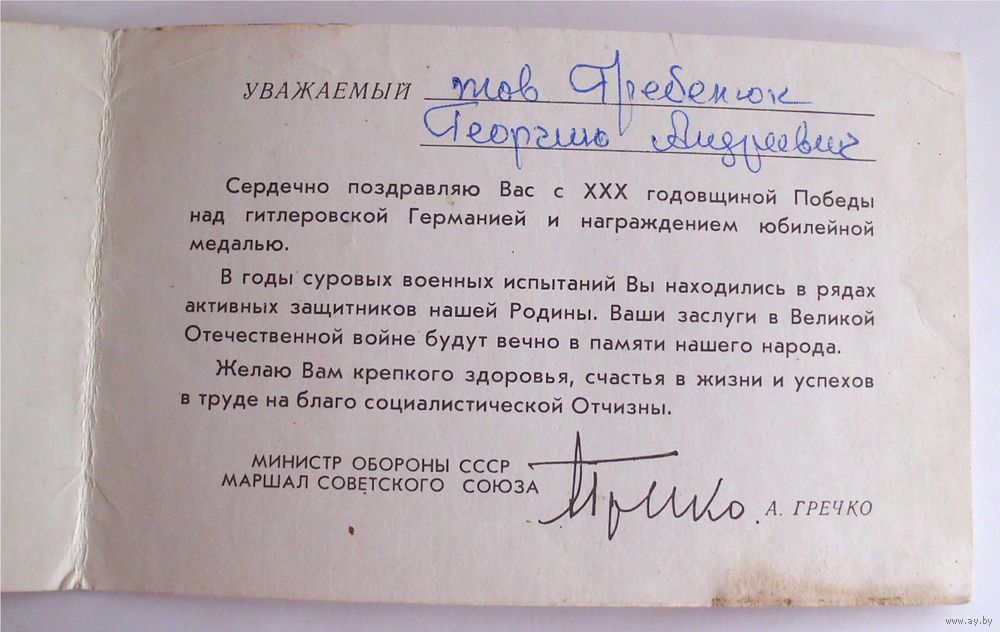 УВАЖАЕМЫЙ тов Гребенюк
Георгию Андреевич
Сердечно поздравляю Вас с XXX годовщиной Победы
над гитлеровской Германией и награждением юбилейной
медалью.
В годы суровых военных испытаний Вы находились в рядах
активных защитников нашей Родины. Ваши заслуги в Великой
Отечественной войне будут вечно в памяти нашего народа.
Желаю Вам крепкого здоровья, счастья в жизни и успехов
в труде на благо социалистической Отчизны.
МИНИСТР ОБОРОНЫ СССР
МАРШАЛ СОВЕТСКОГО СОЮЗА
Гречко
А. ГРЕЧКО
www.ay.by